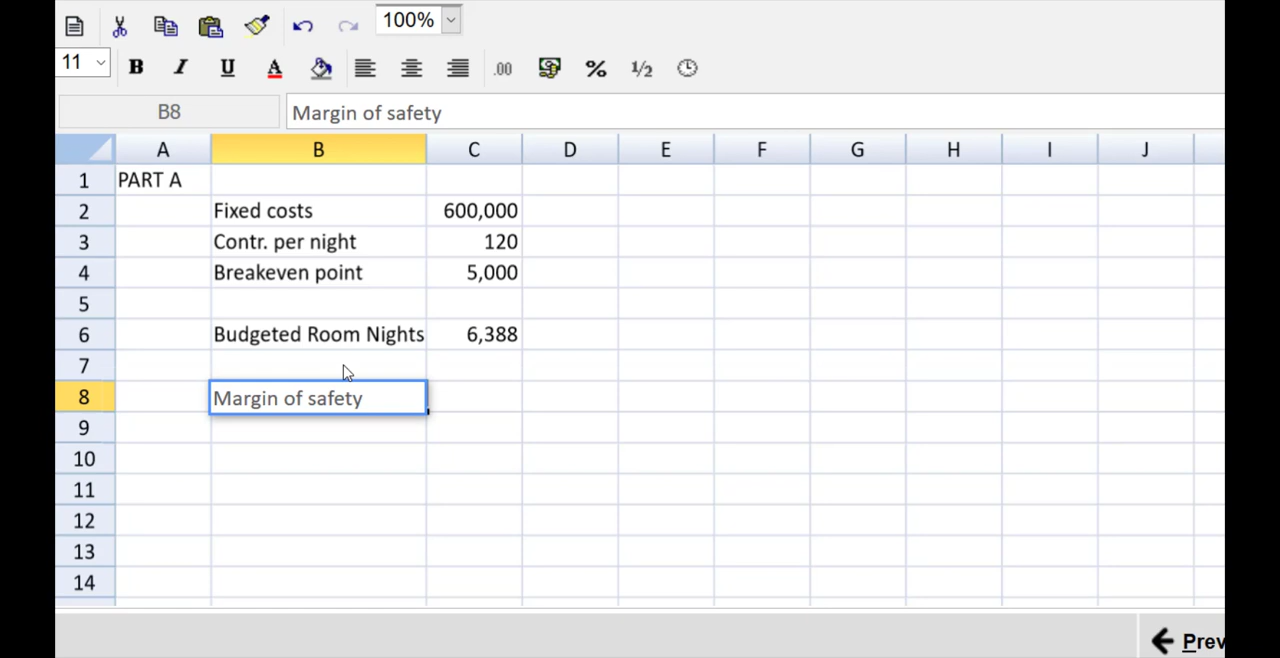 100%
11 B I U A .00 % 1/2
B8 Margin of safety
A B C D E F G H I J
1 PART A
2 Fixed costs 600,000
3 Contr. per night 120
4 Breakeven point 5,000
5
6 Budgeted Room Nights 6,388
7
8 Margin of safety
9
10
11
12
13
14
Prev